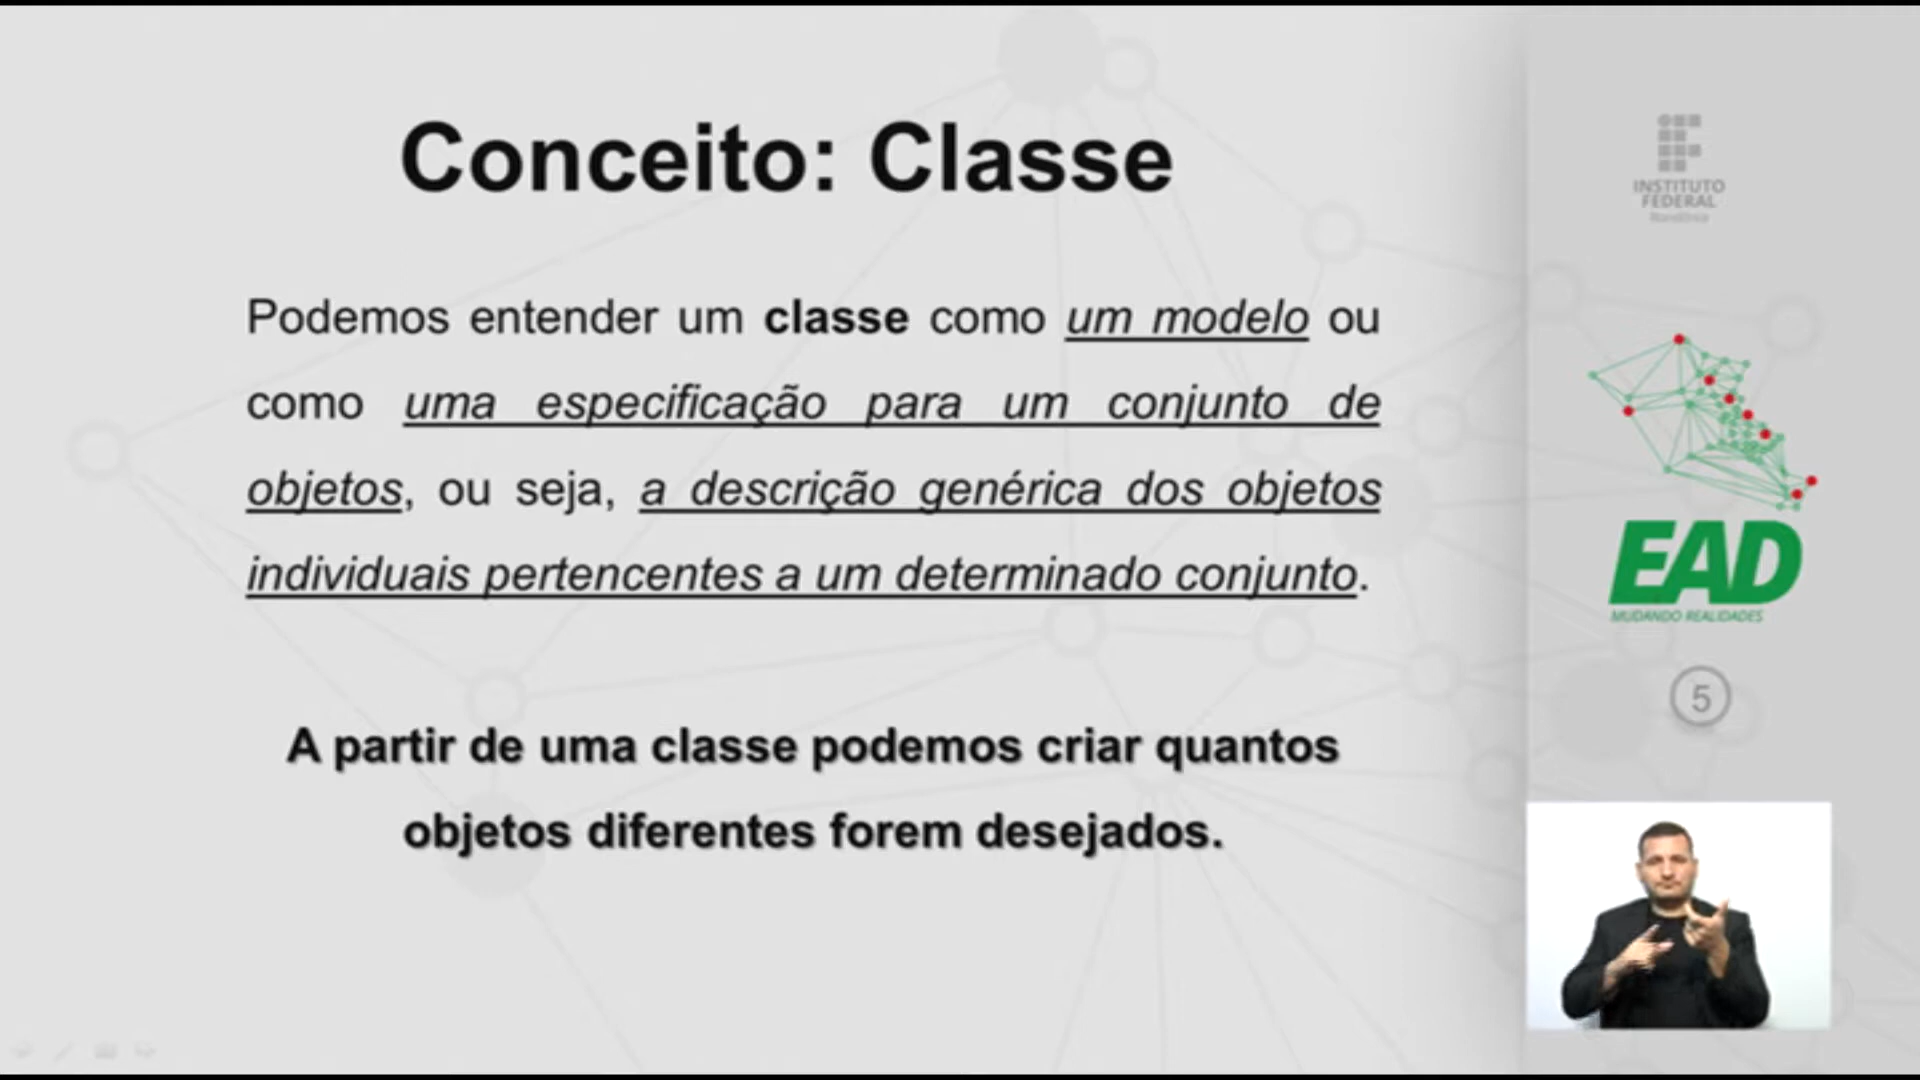 Conceito: Classe
Podemos entender um classe como um modelo ou
como uma especificação para um conjunto de
objetos, ou seja, a descrição genérica dos objetos
individuais pertencentes a um determinado conjunto.
A partir de uma classe podemos criar quantos
objetos diferentes forem desejados.
INSTITUTO
FEDERAL
Rondônia
EAD
MUDANDO REALIDADES
5